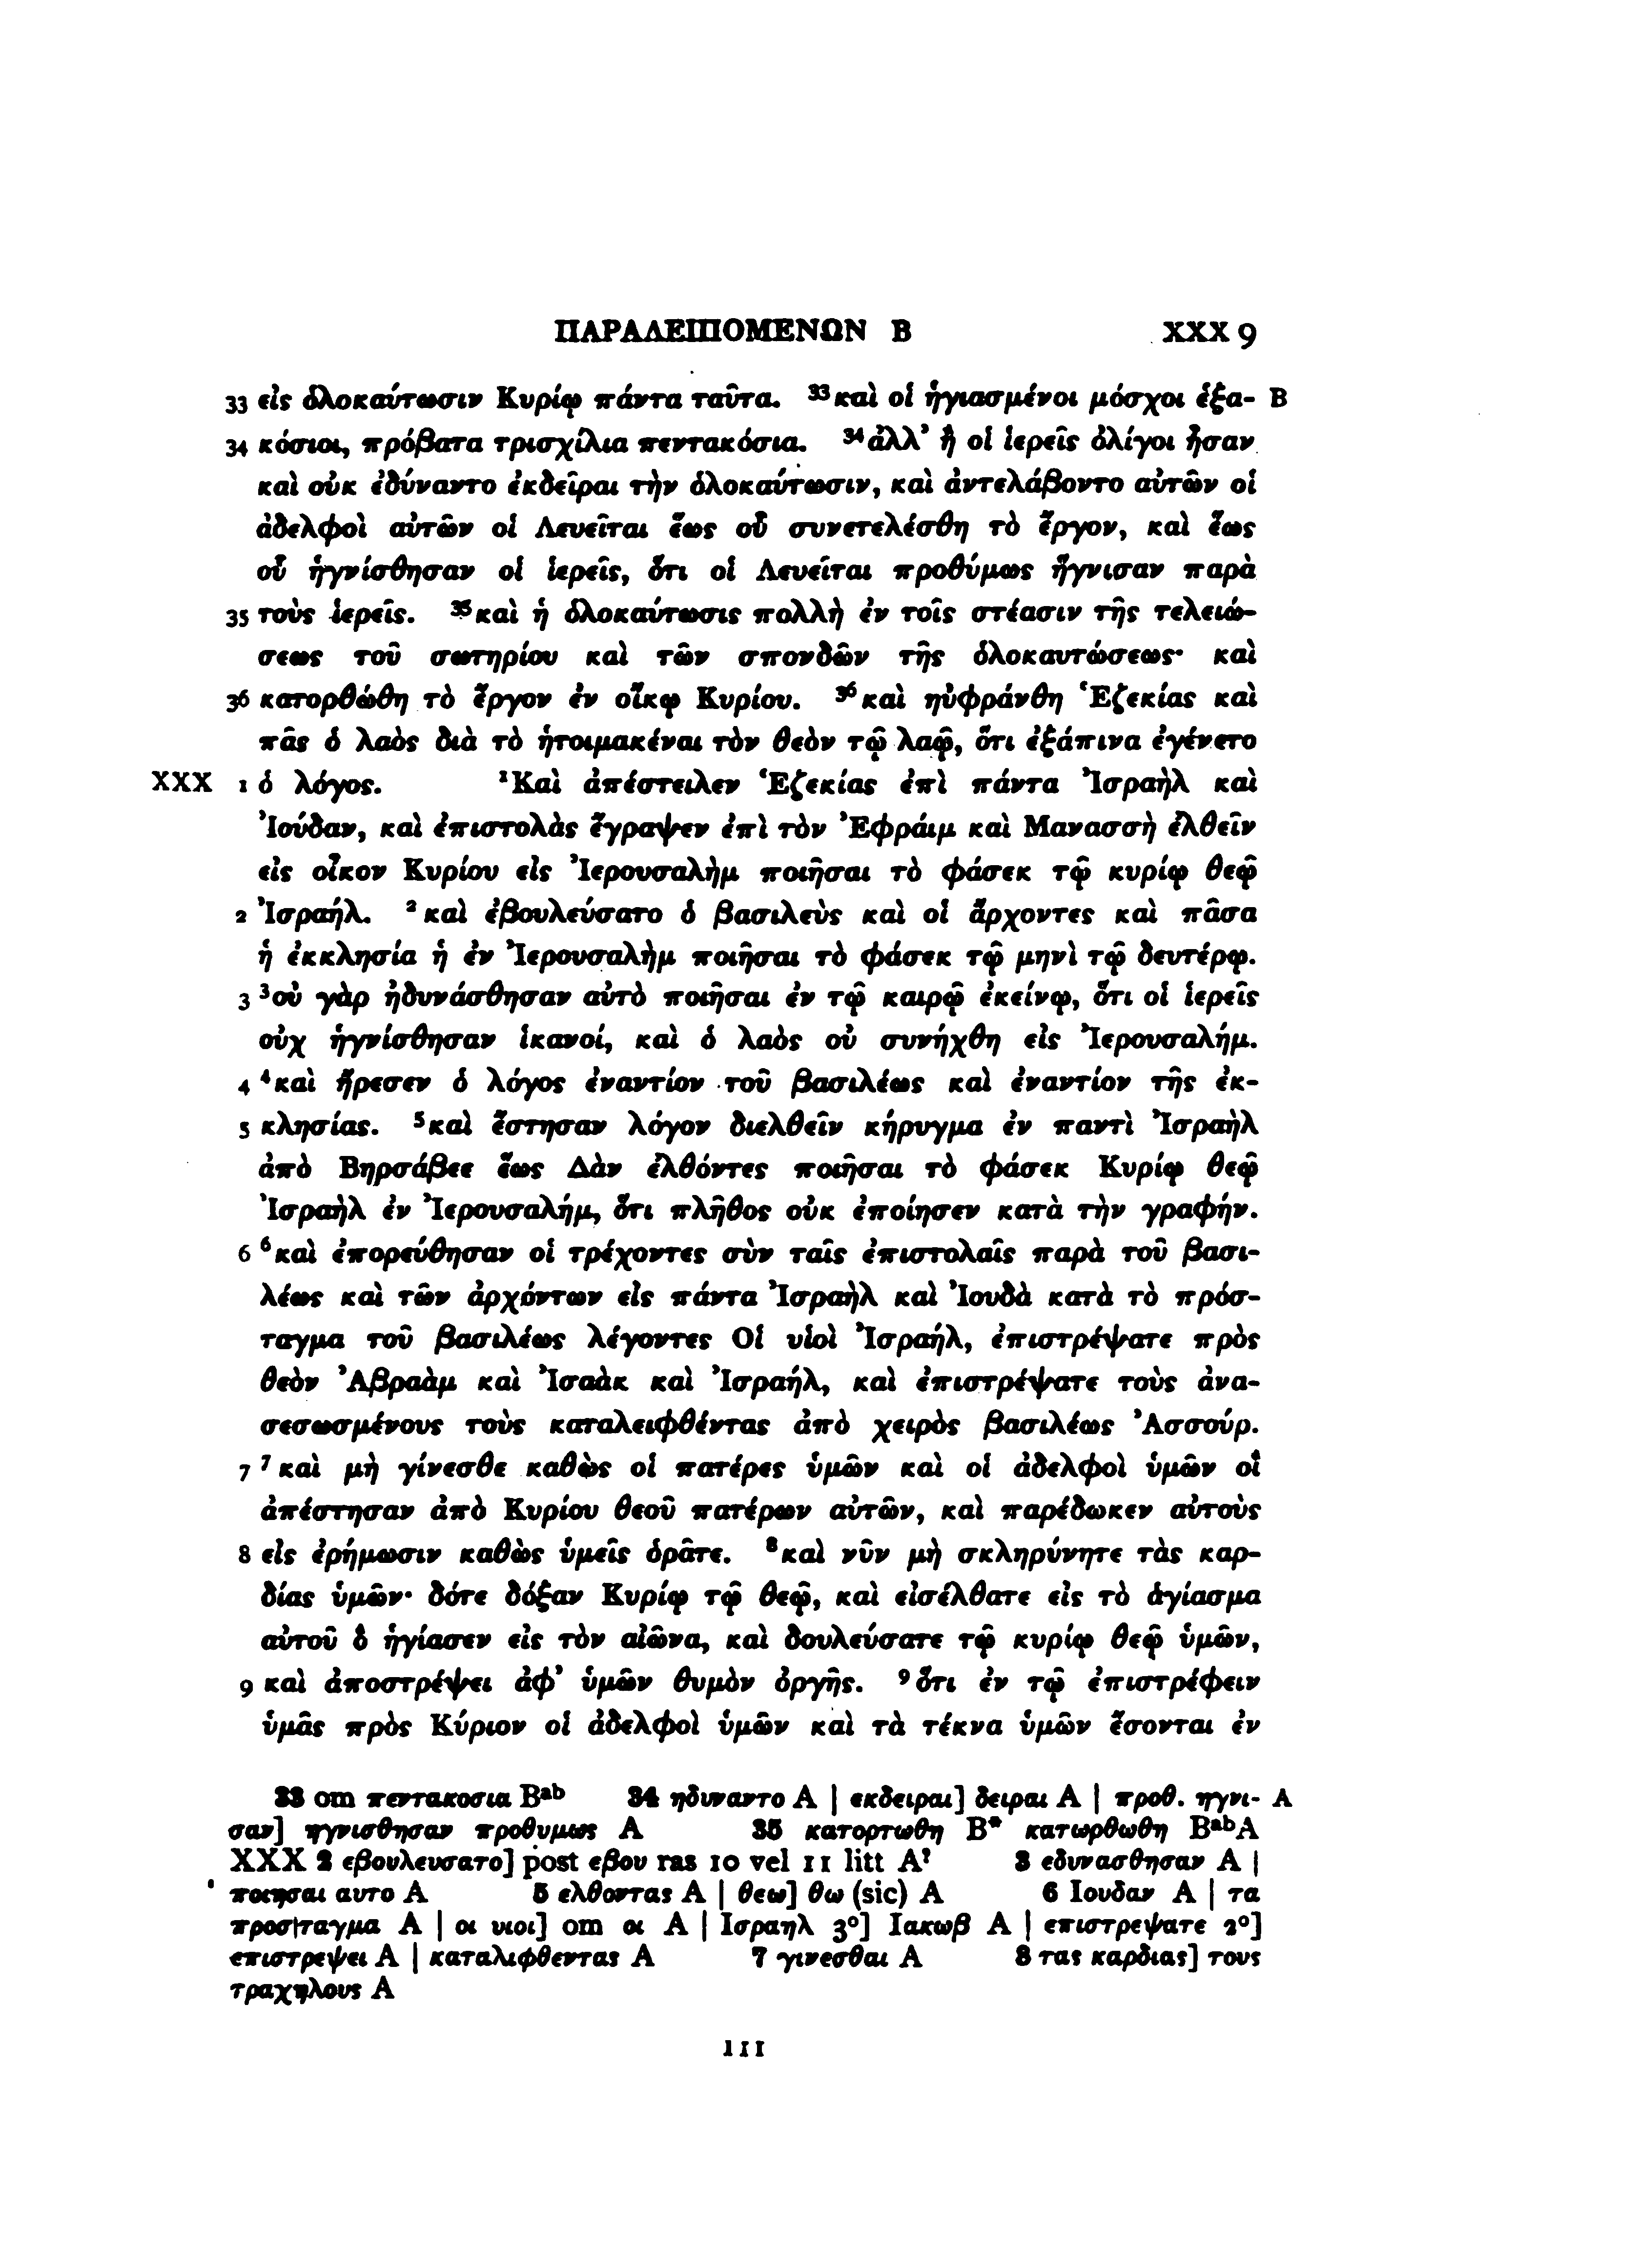 ΠΑΡΑΛΕΙΠΟΜΕΝΩΝ Β XXX 9
33 εἰς ὁλοκαύτωσιν Κυρίῳ πάντα ταῦτα. ³³καὶ οἱ ἡγιασμένοι μόσχοι ἑξα- B
34 κόσιοι, πρόβατα τρισχίλια πεντακόσια. ³⁴ἀλλ’ ἢ οἱ ἱερεῖς ὀλίγοι ἦσαν
καὶ οὐκ ἐδύναντο ἐκδεῖραι τὴν ὁλοκαύτωσιν, καὶ ἀντελάβοντο αὐτῶν οἱ
ἀδελφοὶ αὐτῶν οἱ Λευεῖται ἕως οὗ συνετελέσθη τὸ ἔργον, καὶ ἕως
οὗ ἡγνίσθησαν οἱ ἱερεῖς, ὅτι οἱ Λευεῖται προθύμως ἥγνισαν παρὰ
35 τοὺς ἱερεῖς. ³⁵καὶ ἡ ὁλοκαύτωσις πολλὴ ἐν τοῖς στέασιν τῆς τελειώ-
σεως τοῦ σωτηρίου καὶ τῶν σπονδῶν τῆς ὁλοκαυτώσεως· καὶ
36 κατορθώθη τὸ ἔργον ἐν οἴκῳ Κυρίου. ³⁶καὶ ηὐφράνθη Ἑζεκίας καὶ
πᾶς ὁ λαὸς διὰ τὸ ἡτοιμακέναι τὸν θεὸν τῷ λαῷ, ὅτι ἐξάπινα ἐγένετο
XXX 1 ὁ λόγος. ¹Καὶ ἀπέστειλεν Ἑζεκίας ἐπὶ πάντα Ἰσραὴλ καὶ
Ἰούδαν, καὶ ἐπιστολὰς ἔγραψεν ἐπὶ τὸν Ἐφράιμ καὶ Μανασσὴ ἐλθεῖν
εἰς οἶκον Κυρίου εἰς Ἰερουσαλὴμ ποιῆσαι τὸ φάσεκ τῷ κυρίῳ θεῷ
2 Ἰσραήλ. ²καὶ ἐβουλεύσατο ὁ βασιλεὺς καὶ οἱ ἄρχοντες καὶ πᾶσα
ἡ ἐκκλησία ἡ ἐν Ἰερουσαλὴμ ποιῆσαι τὸ φάσεκ τῷ μηνὶ τῷ δευτέρῳ.
3 ³οὐ γὰρ ἠδυνάσθησαν αὐτὸ ποιῆσαι ἐν τῷ καιρῷ ἐκείνῳ, ὅτι οἱ ἱερεῖς
οὐχ ἡγνίσθησαν ἱκανοί, καὶ ὁ λαὸς οὐ συνήχθη εἰς Ἰερουσαλήμ.
4 ⁴καὶ ἤρεσεν ὁ λόγος ἐναντίον τοῦ βασιλέως καὶ ἐναντίον τῆς ἐκ-
5 κλησίας. ⁵καὶ ἔστησαν λόγον διελθεῖν κήρυγμα ἐν παντὶ Ἰσραὴλ
ἀπὸ Βηρσάβεε ἕως Δὰν ἐλθόντες ποιῆσαι τὸ φάσεκ Κυρίῳ θεῷ
Ἰσραὴλ ἐν Ἰερουσαλήμ, ὅτι πλῆθος οὐκ ἐποίησεν κατὰ τὴν γραφήν.
6 ⁶καὶ ἐπορεύθησαν οἱ τρέχοντες σὺν ταῖς ἐπιστολαῖς παρὰ τοῦ βασι-
λέως καὶ τῶν ἀρχόντων εἰς πάντα Ἰσραὴλ καὶ Ἰουδὰ κατὰ τὸ πρόσ-
ταγμα τοῦ βασιλέως λέγοντες Οἱ υἱοὶ Ἰσραήλ, ἐπιστρέψατε πρὸς
θεὸν Ἀβραὰμ καὶ Ἰσαὰκ καὶ Ἰσραήλ, καὶ ἐπιστρέψατε τοὺς ἀνα-
σεσωσμένους τοὺς καταλειφθέντας ἀπὸ χειρὸς βασιλέως Ἀσσούρ.
7 ⁷καὶ μὴ γίνεσθε καθὼς οἱ πατέρες ὑμῶν καὶ οἱ ἀδελφοὶ ὑμῶν οἳ
ἀπέστησαν ἀπὸ Κυρίου θεοῦ πατέρων αὐτῶν, καὶ παρέδωκεν αὐτοὺς
8 εἰς ἐρήμωσιν καθὼς ὑμεῖς ὁρᾶτε. ⁸καὶ νῦν μὴ σκληρύνητε τὰς καρ-
δίας ὑμῶν· δότε δόξαν Κυρίῳ τῷ θεῷ, καὶ εἰσέλθατε εἰς τὸ ἁγίασμα
αὐτοῦ ὃ ἡγίασεν εἰς τὸν αἰῶνα, καὶ δουλεύσατε τῷ κυρίῳ θεῷ ὑμῶν,
9 καὶ ἀποστρέψει ἀφ’ ὑμῶν θυμὸν ὀργῆς. ⁹ὅτι ἐν τῷ ἐπιστρέφειν
ὑμᾶς πρὸς Κύριον οἱ ἀδελφοὶ ὑμῶν καὶ τὰ τέκνα ὑμῶν ἔσονται ἐν
33 om πεντακοσια Bᵃᵇ 34 ηδυναντο A | εκδειραι] δειραι A | προθ. ηγνι- A
σαν] ηγνισθησαν προθυμως A 35 κατορτωθη B* κατωρθωθη BᵃᵇA
XXX 2 εβουλευσατο] post εβου ras 10 vel 11 litt A? 3 εδυνασθησαν A |
ποιησαι αυτο A 5 ελθοντας A | θεω] θω (sic) A 6 Ιουδαν A | τα
προσ|ταγμα A | οι υιοι] om οι A | Ισραηλ 3°] Ιακωβ A | επιστρεψατε 2°]
επιστρεψει A | καταλιφθεντας A 7 γινεσθαι A 8 τας καρδιας] τους
τραχηλους A
111